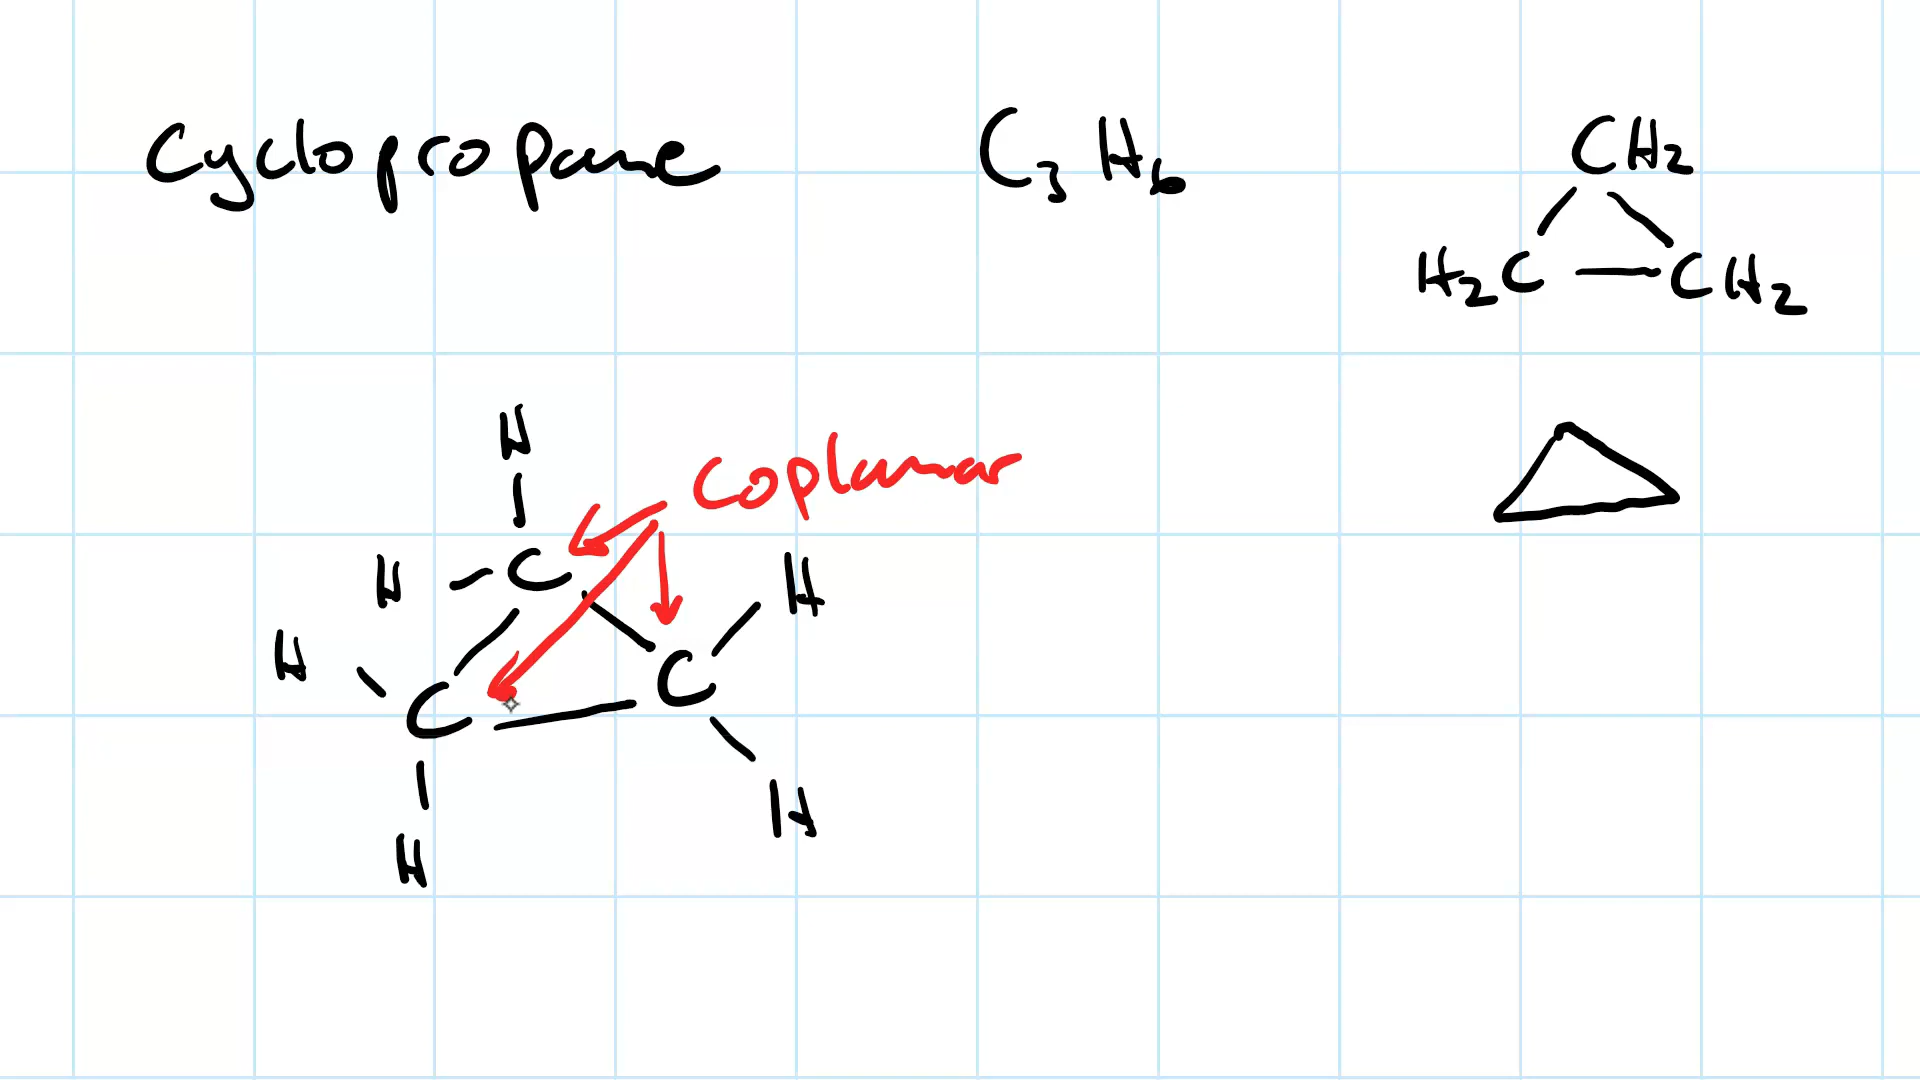 Cyclopropane C3H6
CH2
H2C CH2
H
Coplanar
H C H
H
C C
H
H